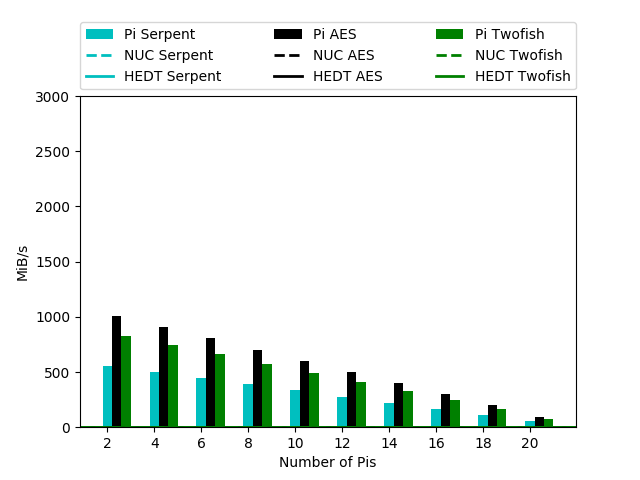 Pi Serpent Pi AES Pi Twofish
NUC Serpent NUC AES NUC Twofish
HEDT Serpent HEDT AES HEDT Twofish
3000
2500
2000
1500
1000
500
0
MiB/s
2 4 6 8 10 12 14 16 18 20
Number of Pis